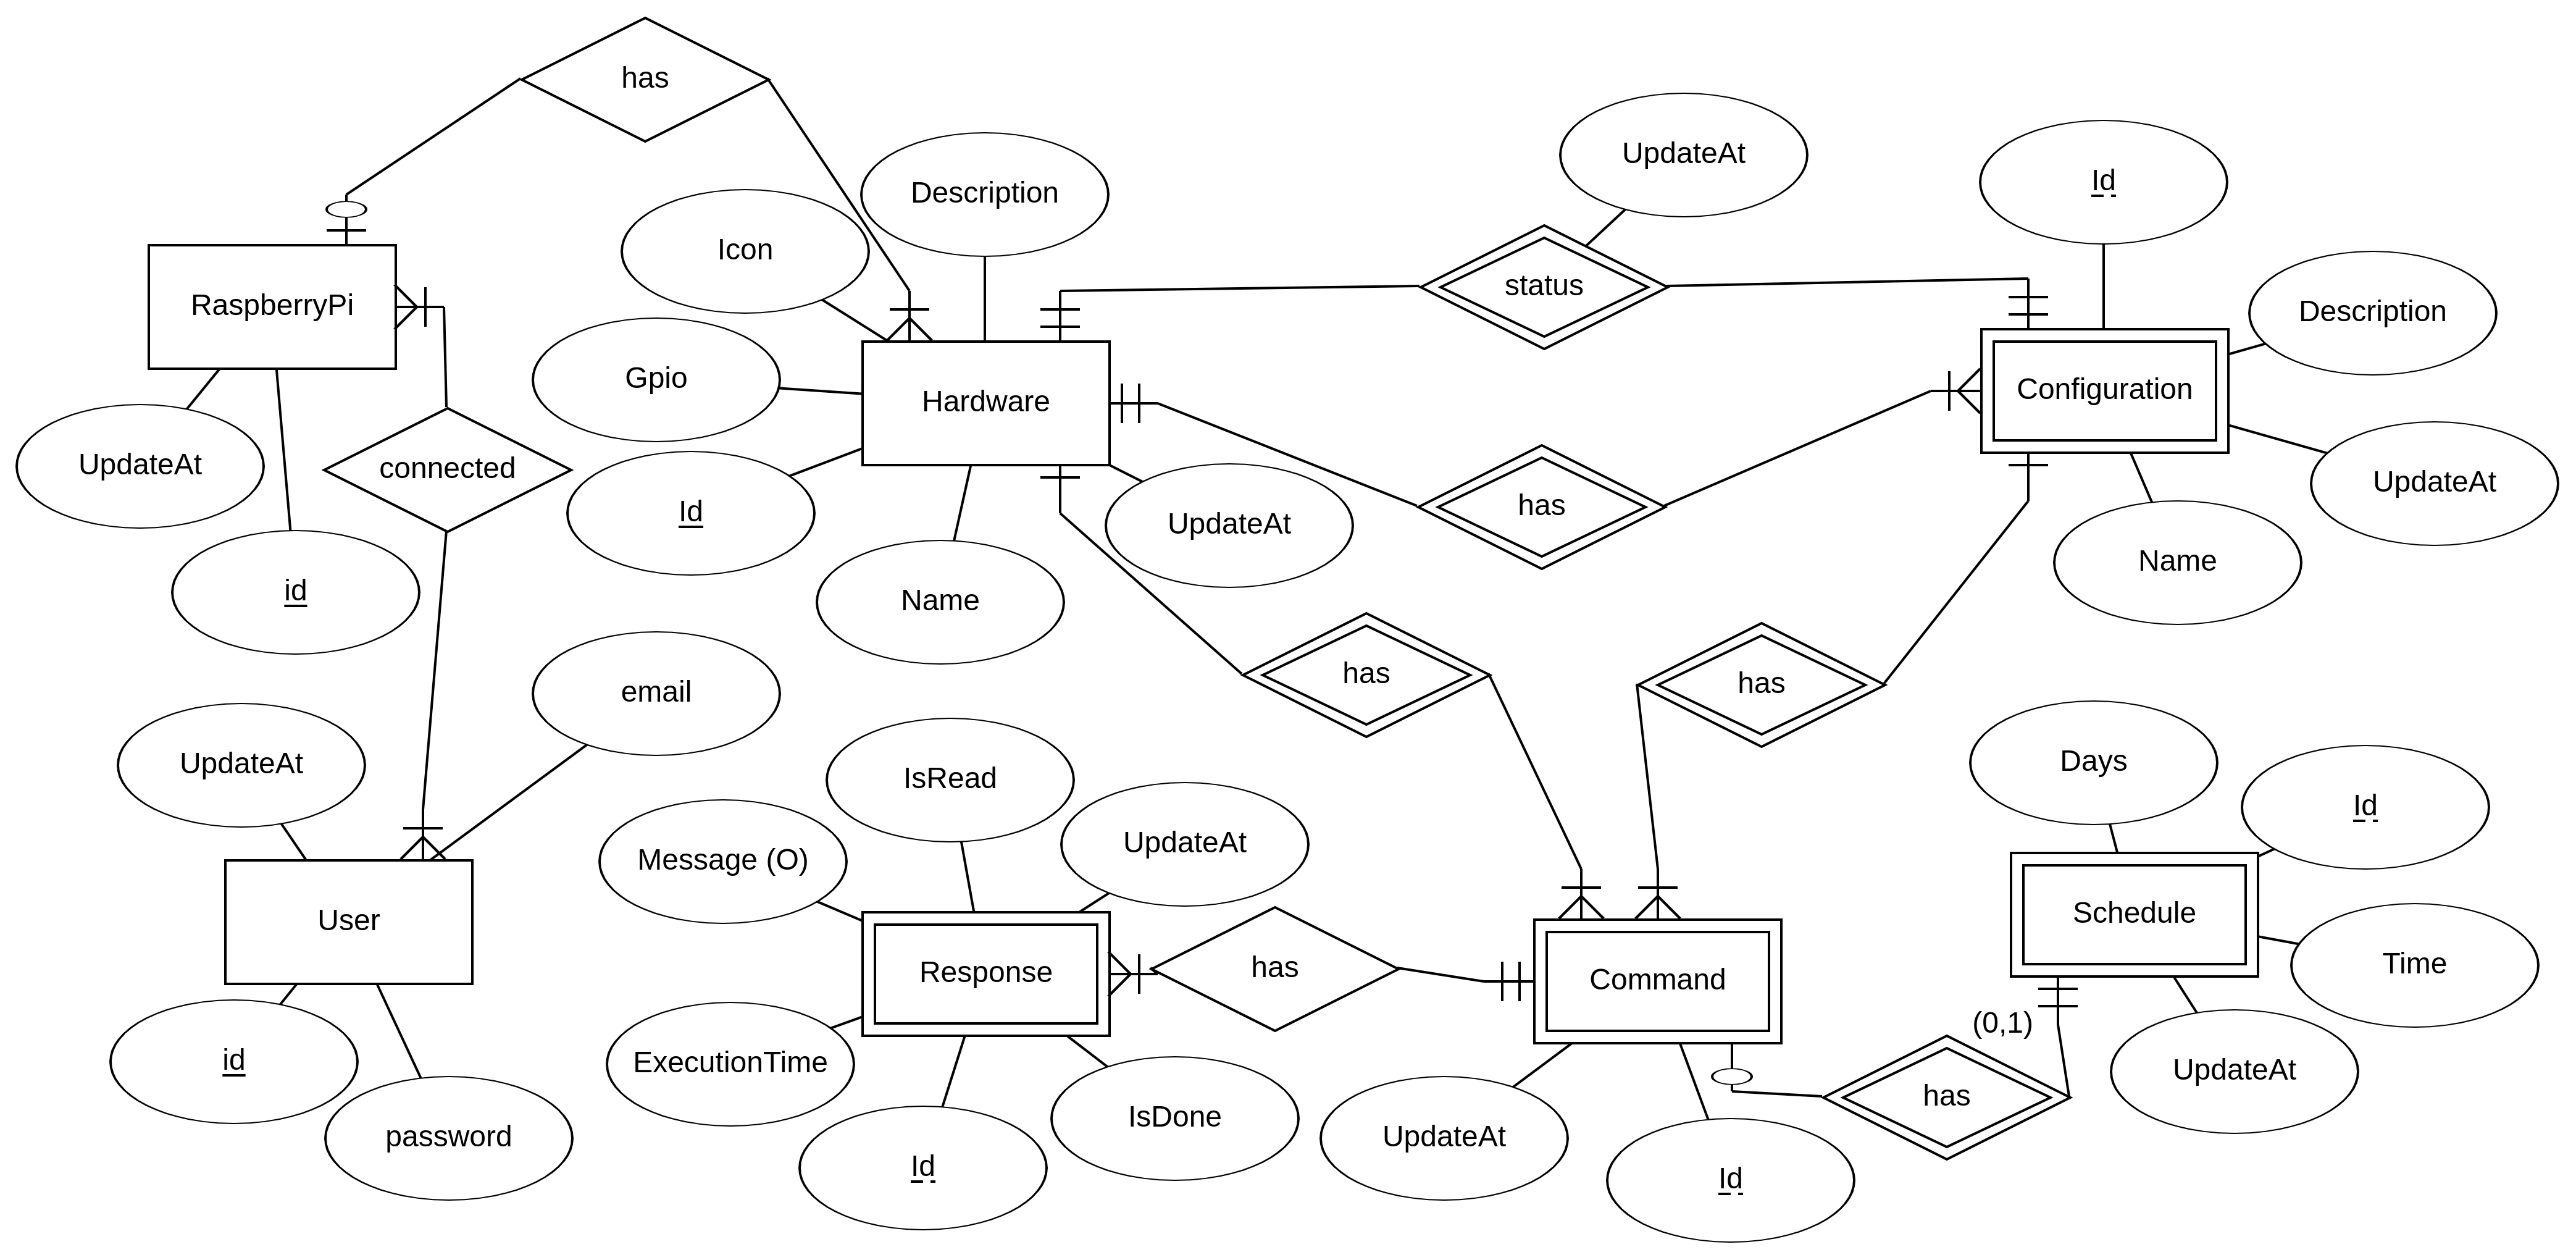 has
UpdateAt
Id
Description
Icon
status
RaspberryPi
Description
Gpio
Hardware
Configuration
UpdateAt
connected
Id
has
UpdateAt
UpdateAt
id
Name
Name
has
has
email
UpdateAt
IsRead
Days
Id
Message (O)
UpdateAt
User
Schedule
Response
has
Command
Time
(0,1)
id
ExecutionTime
UpdateAt
has
password
IsDone
UpdateAt
Id
Id